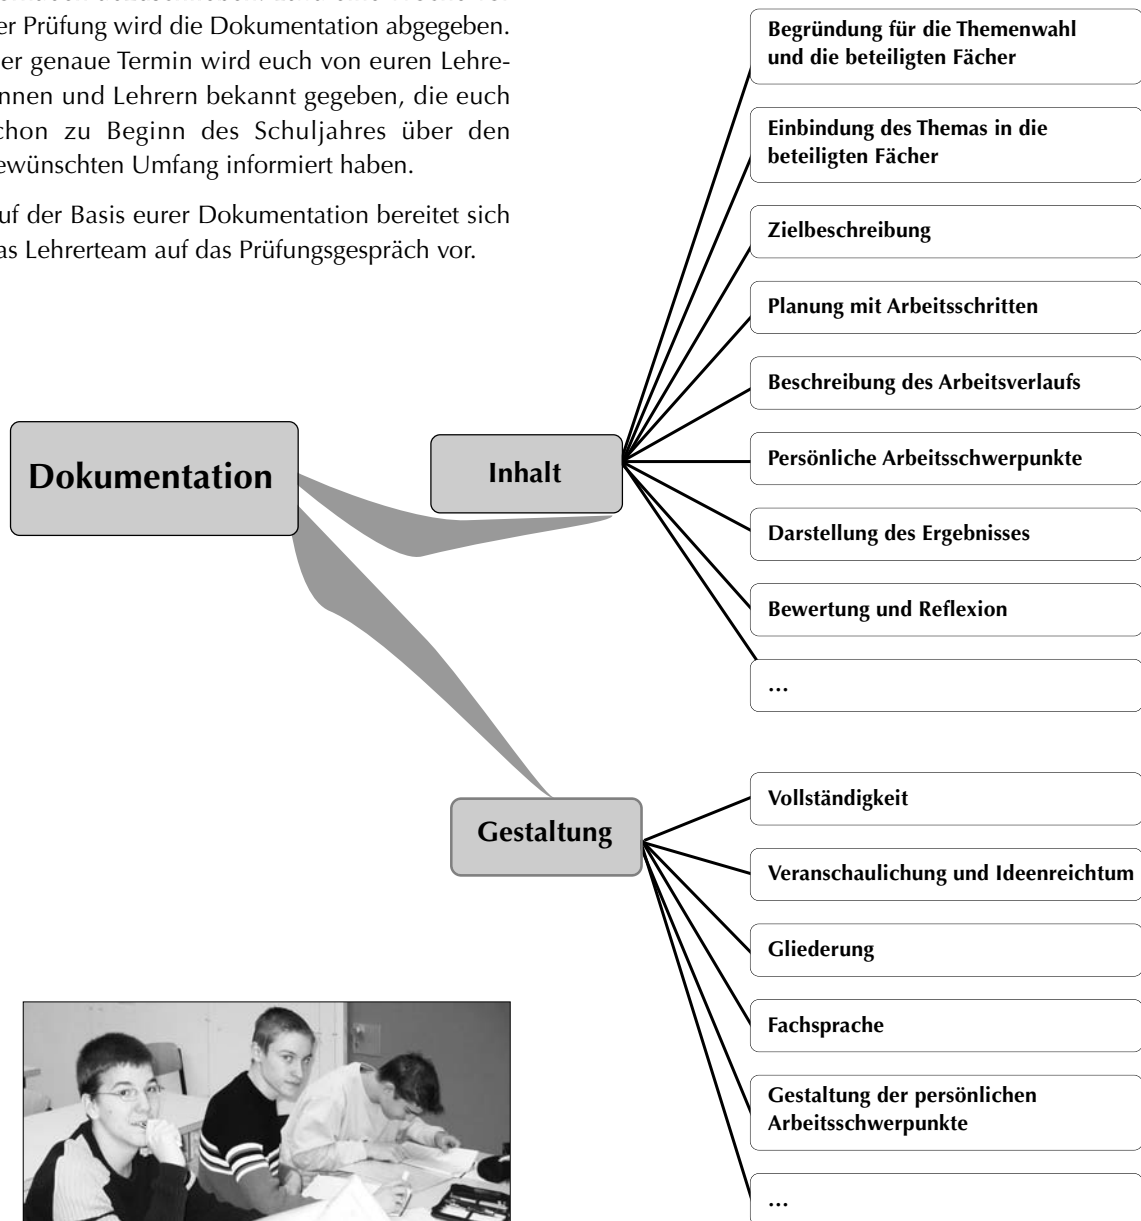 er Prüfung wird die Dokumentation abgegeben.
er genaue Termin wird euch von euren Lehre-
nnen und Lehrern bekannt gegeben, die euch
chon zu Beginn des Schuljahres über den
ewünschten Umfang informiert haben.
uf der Basis eurer Dokumentation bereitet sich
as Lehrerteam auf das Prüfungsgespräch vor.
Dokumentation
Inhalt
Begründung für die Themenwahl
und die beteiligten Fächer
Einbindung des Themas in die
beteiligten Fächer
Zielbeschreibung
Planung mit Arbeitsschritten
Beschreibung des Arbeitsverlaufs
Persönliche Arbeitsschwerpunkte
Darstellung des Ergebnisses
Bewertung und Reflexion
...
Gestaltung
Vollständigkeit
Veranschaulichung und Ideenreichtum
Gliederung
Fachsprache
Gestaltung der persönlichen
Arbeitsschwerpunkte
...